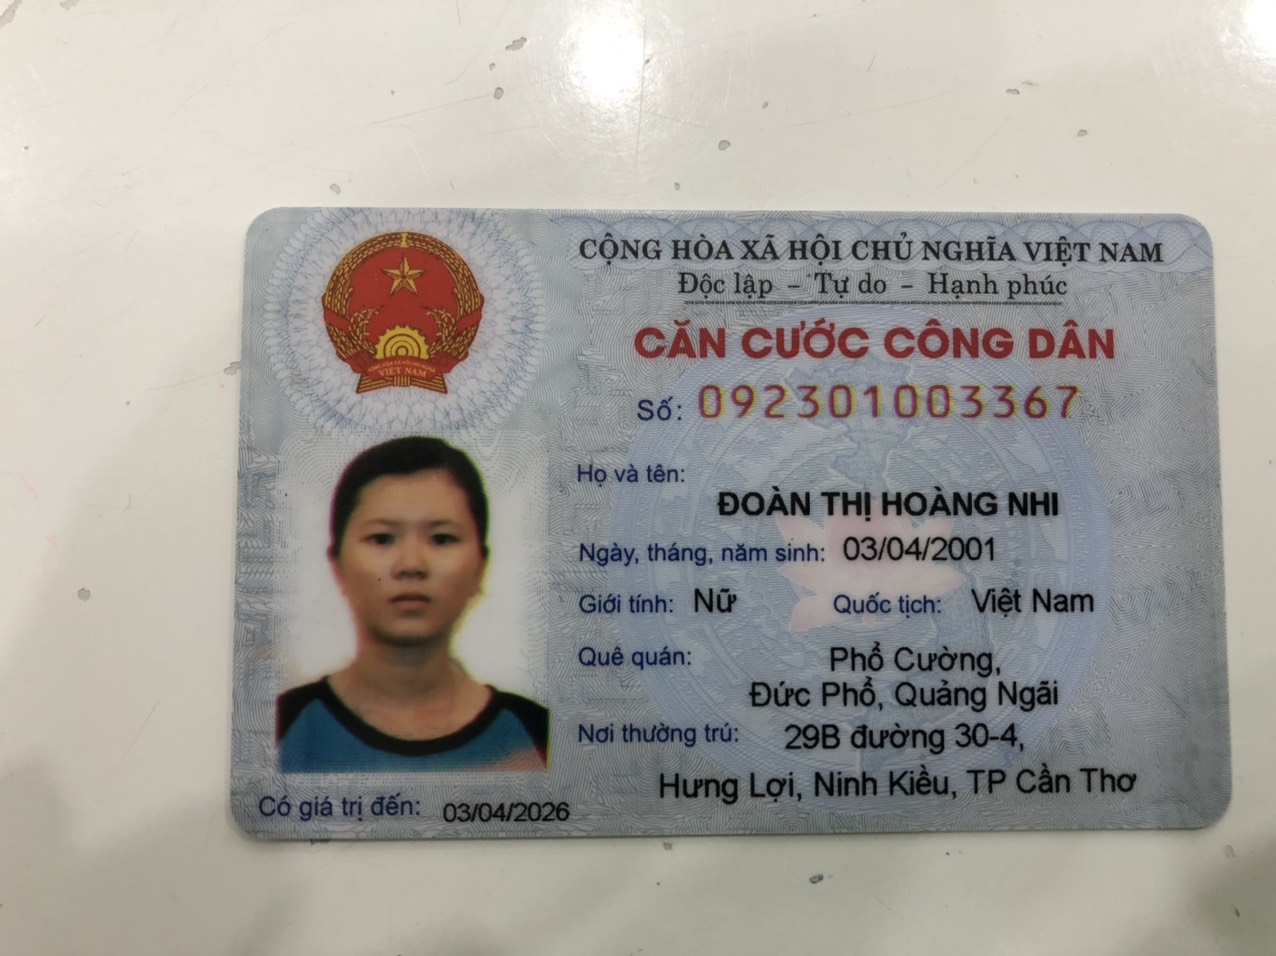 CỘNG HÒA XÃ HỘI CHỦ NGHĨA VIỆT NAM
Độc lập – Tự do – Hạnh phúc
CĂN CƯỚC CÔNG DÂN
Số: 092301003367
Họ và tên:
ĐOÀN THỊ HOÀNG NHI
Ngày, tháng, năm sinh: 03/04/2001
Giới tính: Nữ Quốc tịch: Việt Nam
Quê quán: Phổ Cường,
Đức Phổ, Quảng Ngãi
Nơi thường trú: 29B đường 30-4,
Hưng Lợi, Ninh Kiều, TP Cần Thơ
Có giá trị đến: 03/04/2026
VIỆT NAM